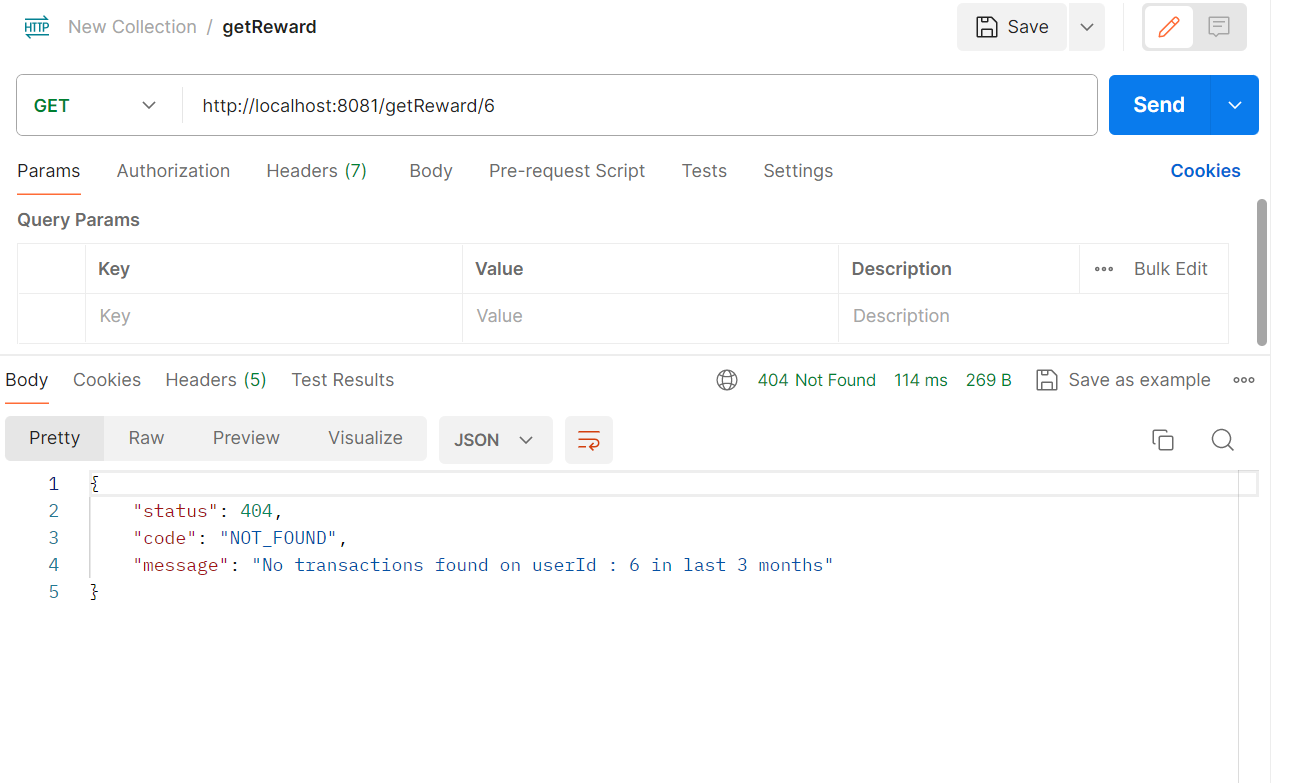 HTTP New Collection / getReward Save
GET http://localhost:8081/getReward/6 Send
Params Authorization Headers (7) Body Pre-request Script Tests Settings Cookies
Query Params
Key Value Description Bulk Edit
Key Value Description
Body Cookies Headers (5) Test Results 404 Not Found 114 ms 269 B Save as example
Pretty Raw Preview Visualize JSON
1 {
2 "status": 404,
3 "code": "NOT_FOUND",
4 "message": "No transactions found on userId : 6 in last 3 months"
5 }